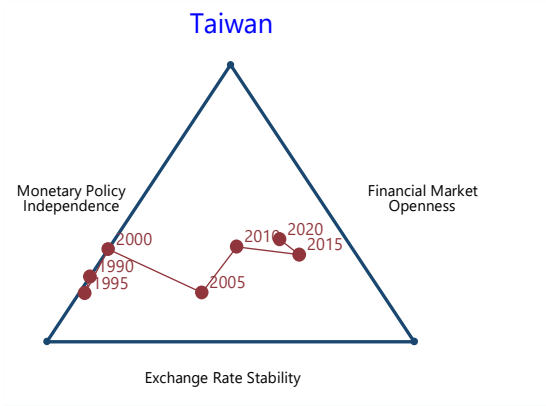 Taiwan
Monetary Policy
Independence
Financial Market
Openness
2000
2010
2020
2015
1990
1995
2005
Exchange Rate Stability